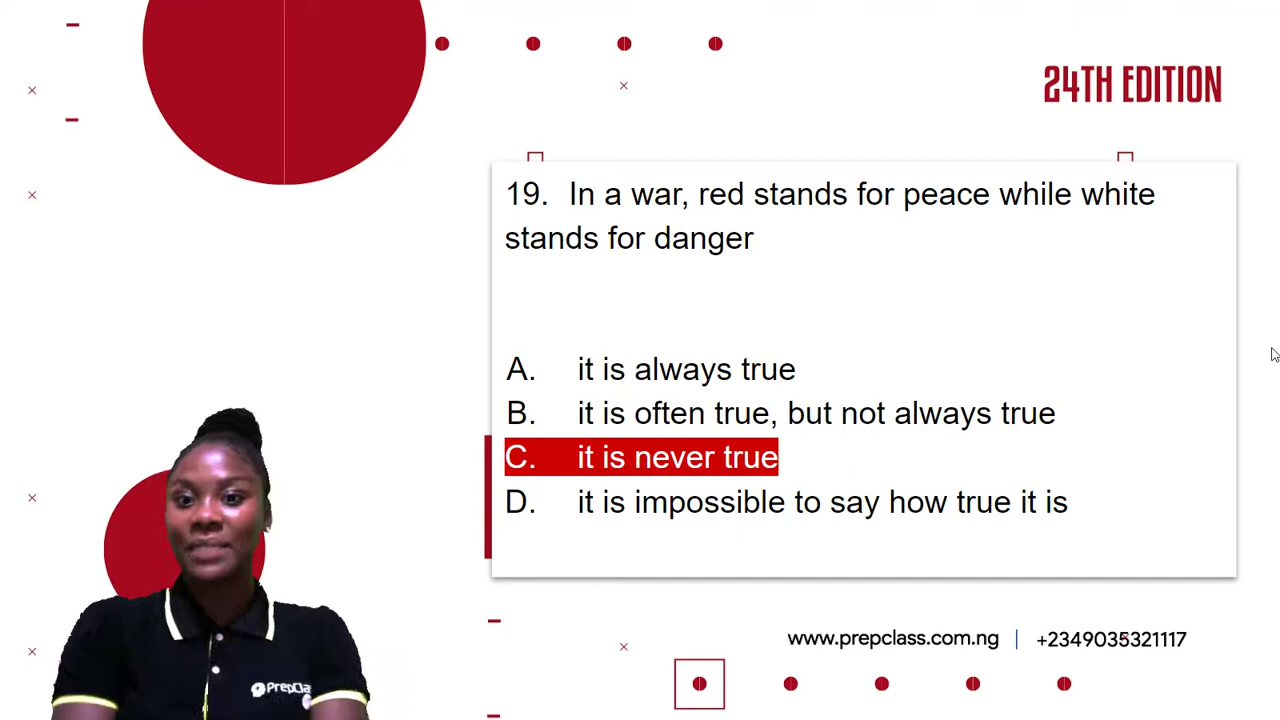 24TH EDITION
19. In a war, red stands for peace while white
stands for danger
A. it is always true
B. it is often true, but not always true
C. it is never true
D. it is impossible to say how true it is
www.prepclass.com.ng | +2349035321117
PrepCla